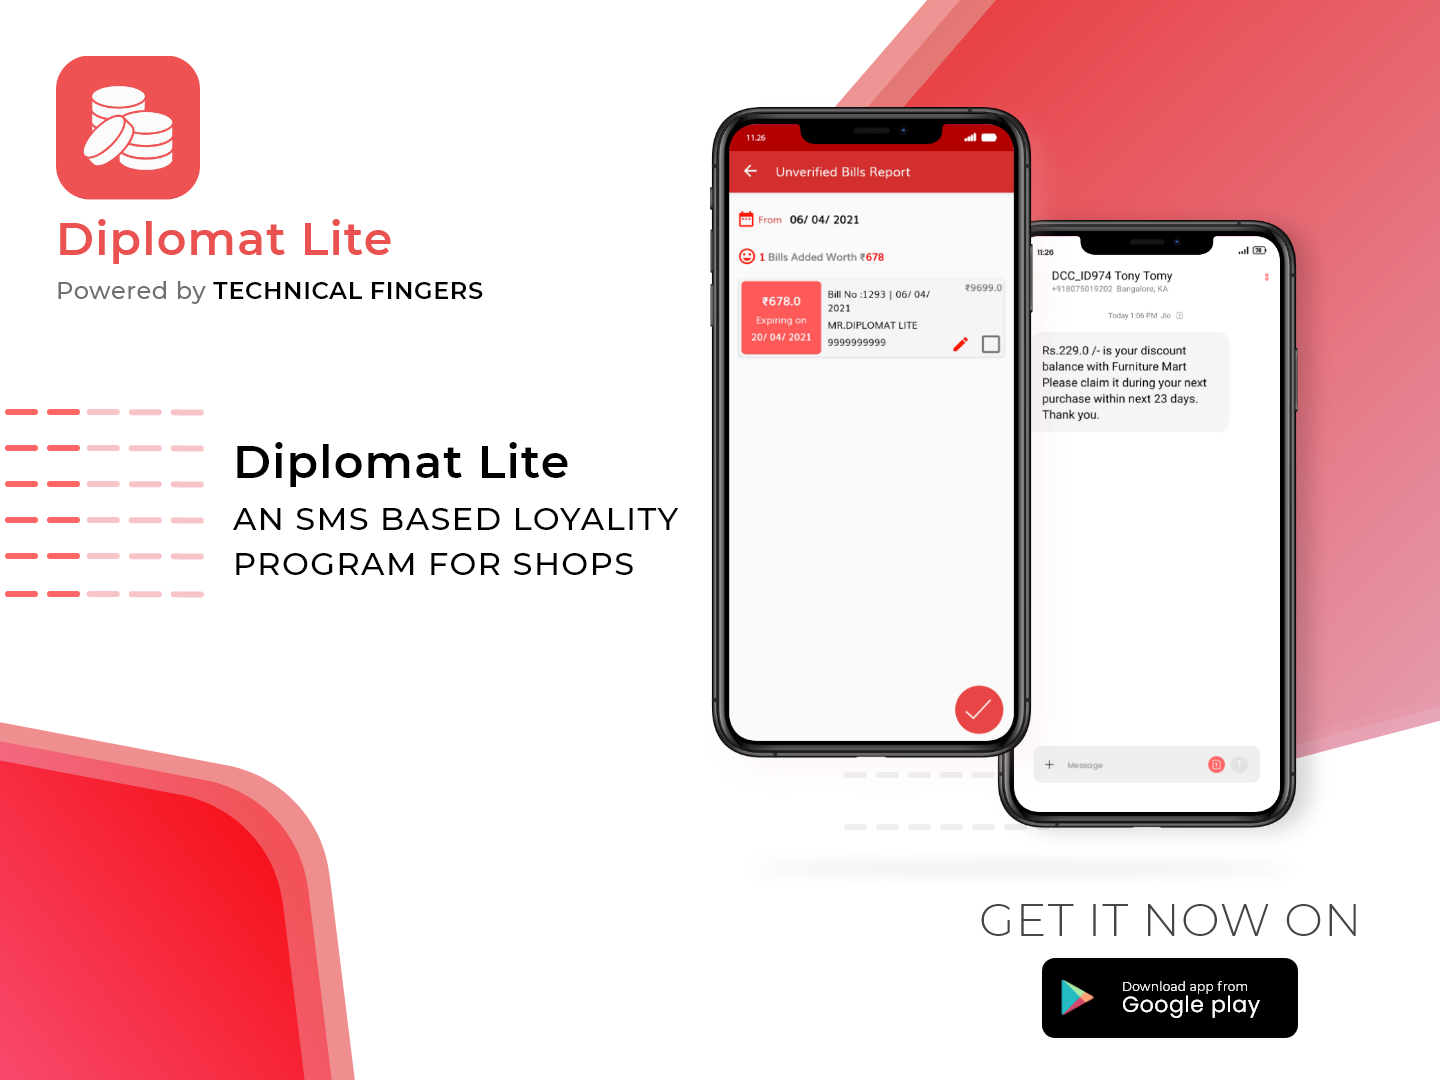 Diplomat Lite
Powered by TECHNICAL FINGERS
Diplomat Lite
AN SMS BASED LOYALITY
PROGRAM FOR SHOPS
11.26
Unverified Bills Report
From 06/ 04/ 2021
1 Bills Added Worth ₹678
₹678.0
Expiring on
20/ 04/ 2021
Bill No :1293 | 06/ 04/
2021
MR.DIPLOMAT LITE
9999999999
₹9699.0
11:26
78
DCC_ID974 Tony Tomy
+918075019202 Bangalore, KA
Today 1:06 PM Jio 1
Rs.229.0 /- is your discount
balance with Furniture Mart
Please claim it during your next
purchase within next 23 days.
Thank you.
+ Message 1
GET IT NOW ON
Download app from
Google play